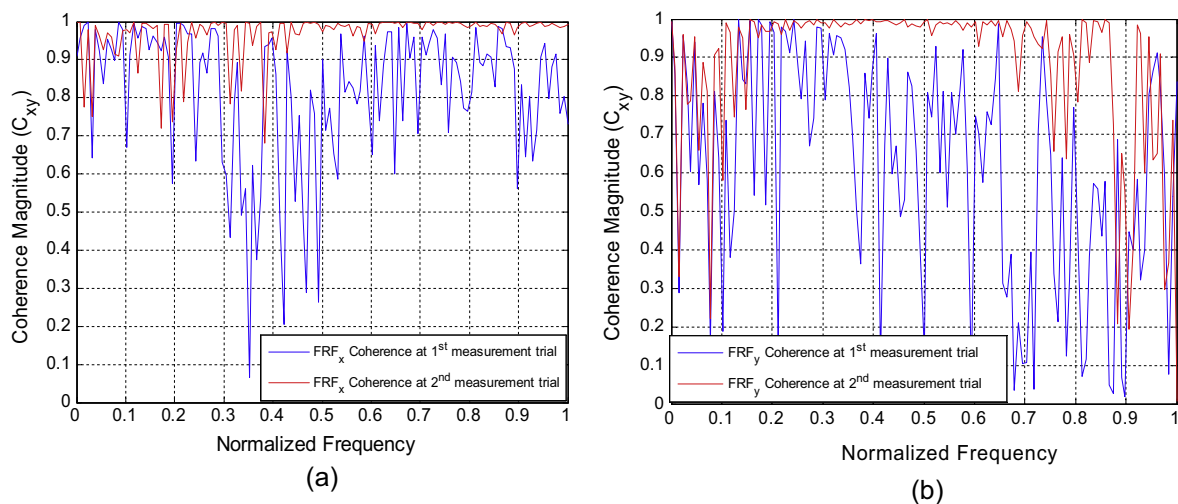 Coherence Magnitude (Cxy)
1
0.9
0.8
0.7
0.6
0.5
0.4
0.3
0.2
0.1
0
FRFx Coherence at 1st measurement trial
FRFx Coherence at 2nd measurement trial
0 0.1 0.2 0.3 0.4 0.5 0.6 0.7 0.8 0.9 1
Normalized Frequency
(a)
Coherence Magnitude (Cxy)
1
0.9
0.8
0.7
0.6
0.5
0.4
0.3
0.2
0.1
0
FRFy Coherence at 1st measurement trial
FRFy Coherence at 2nd measurement trial
0 0.1 0.2 0.3 0.4 0.5 0.6 0.7 0.8 0.9 1
Normalized Frequency
(b)